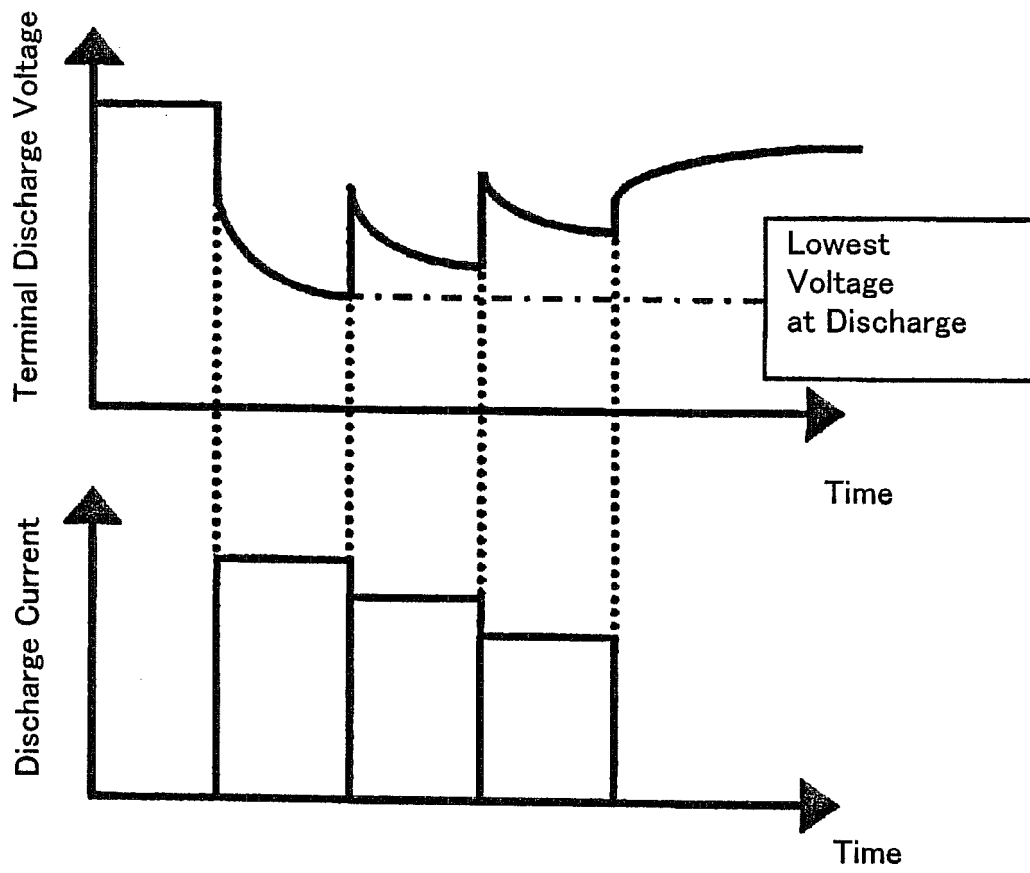 Terminal Discharge Voltage
Lowest
Voltage
at Discharge
Time
Discharge Current
Time